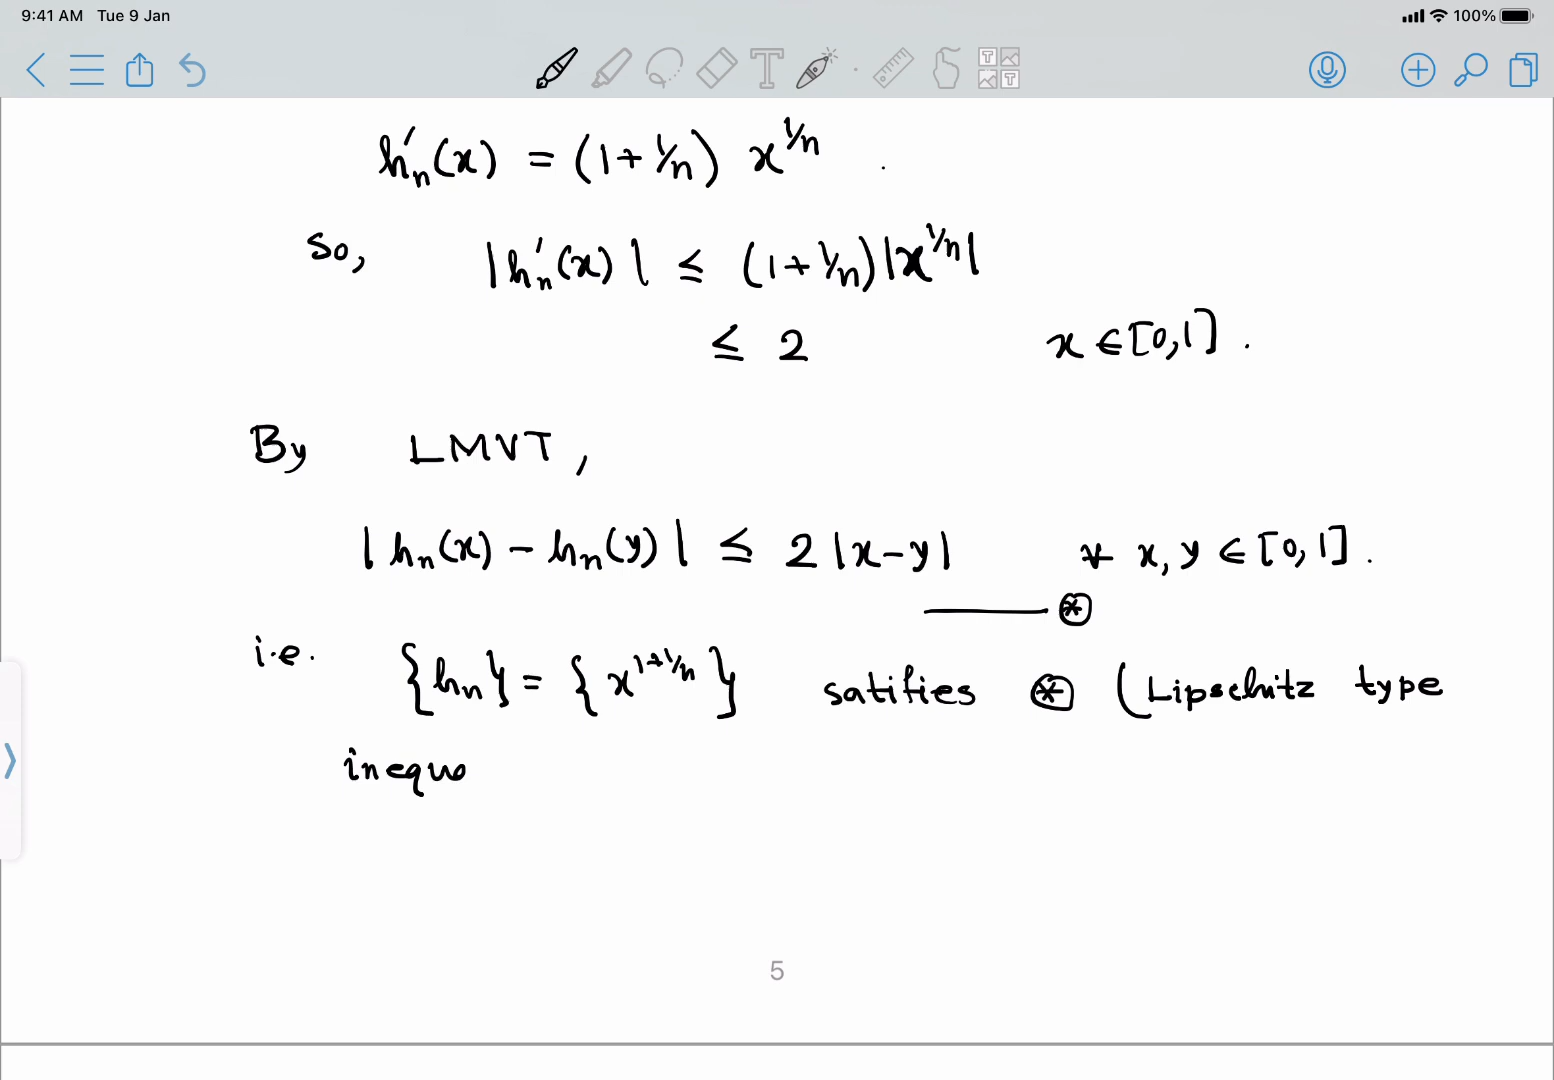 9:41 AM Tue 9 Jan 100%
h'ₙ(x) = (1+1/n) x^{1/n} .
so, |h'ₙ(x)| ≤ (1+1/n)|x^{1/n}|
≤ 2 x ∈ [0,1] .
By LMVT,
|hₙ(x) - hₙ(y)| ≤ 2|x-y| ∀ x, y ∈ [0,1] .
—— ⊛
i.e. {hₙ} = {x^{1+1/n}} satifies ⊛ (Lipschitz type
inequa
5